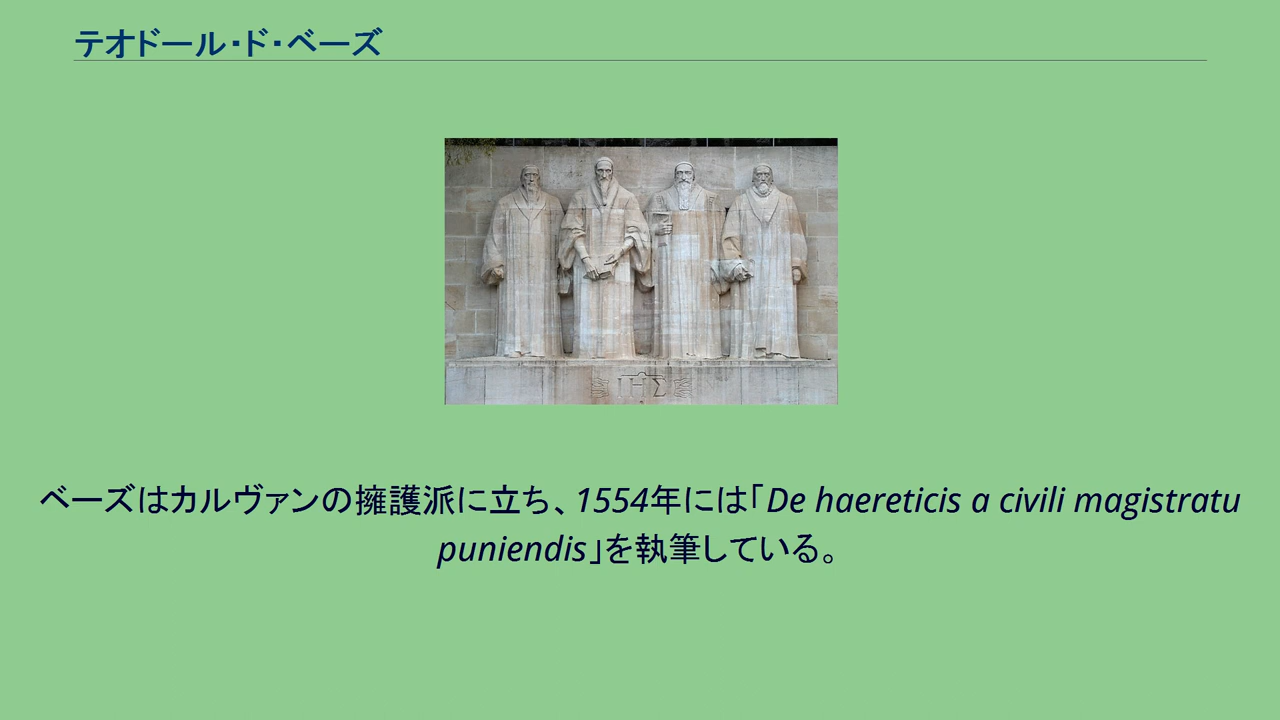 テオドール・ド・ベーズ
ΙΗΣ
ベーズはカルヴァンの擁護派に立ち、1554年には「De haereticis a civili magistratu
puniendis」を執筆している。